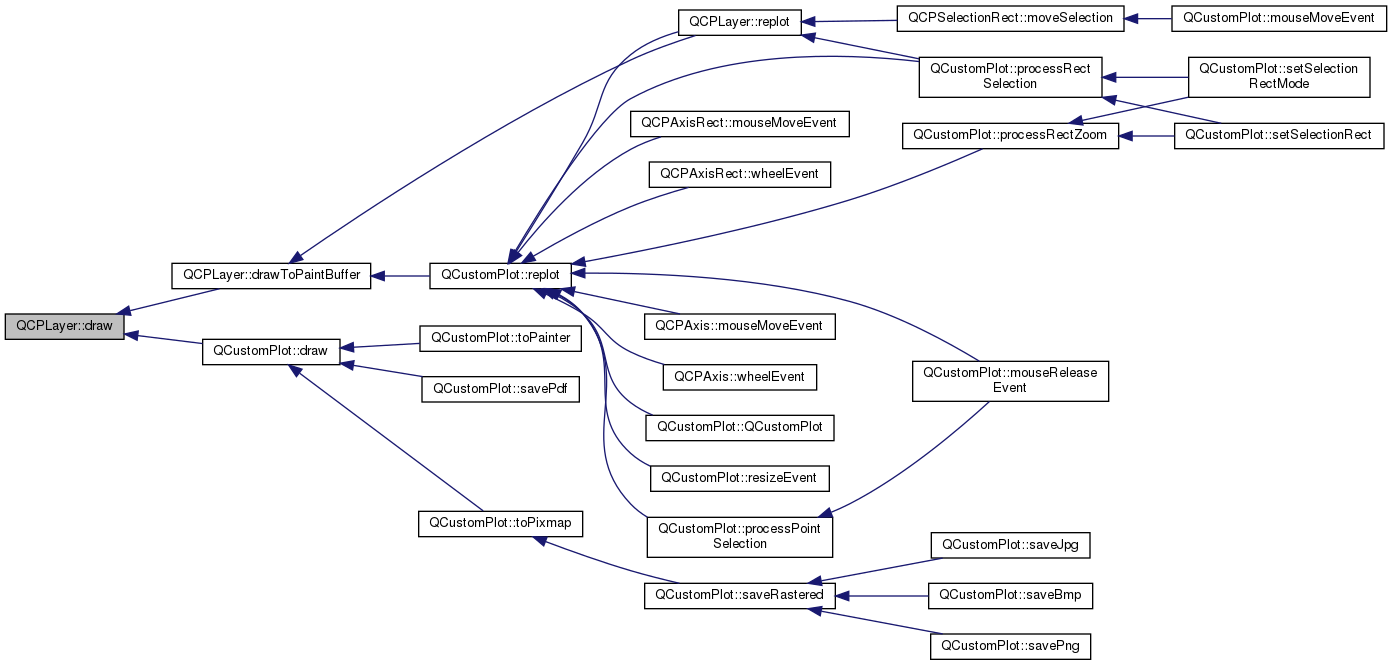 QCPLayer::replot
QCPSelectionRect::moveSelection
QCustomPlot::mouseMoveEvent
QCustomPlot::processRect
Selection
QCustomPlot::setSelection
RectMode
QCPAxisRect::mouseMoveEvent
QCustomPlot::processRectZoom
QCustomPlot::setSelectionRect
QCPAxisRect::wheelEvent
QCPLayer::drawToPaintBuffer
QCustomPlot::replot
QCPLayer::draw
QCPAxis::mouseMoveEvent
QCustomPlot::draw
QCustomPlot::toPainter
QCPAxis::wheelEvent
QCustomPlot::mouseRelease
Event
QCustomPlot::savePdf
QCustomPlot::QCustomPlot
QCustomPlot::resizeEvent
QCustomPlot::toPixmap
QCustomPlot::processPoint
Selection
QCustomPlot::saveJpg
QCustomPlot::saveRastered
QCustomPlot::saveBmp
QCustomPlot::savePng